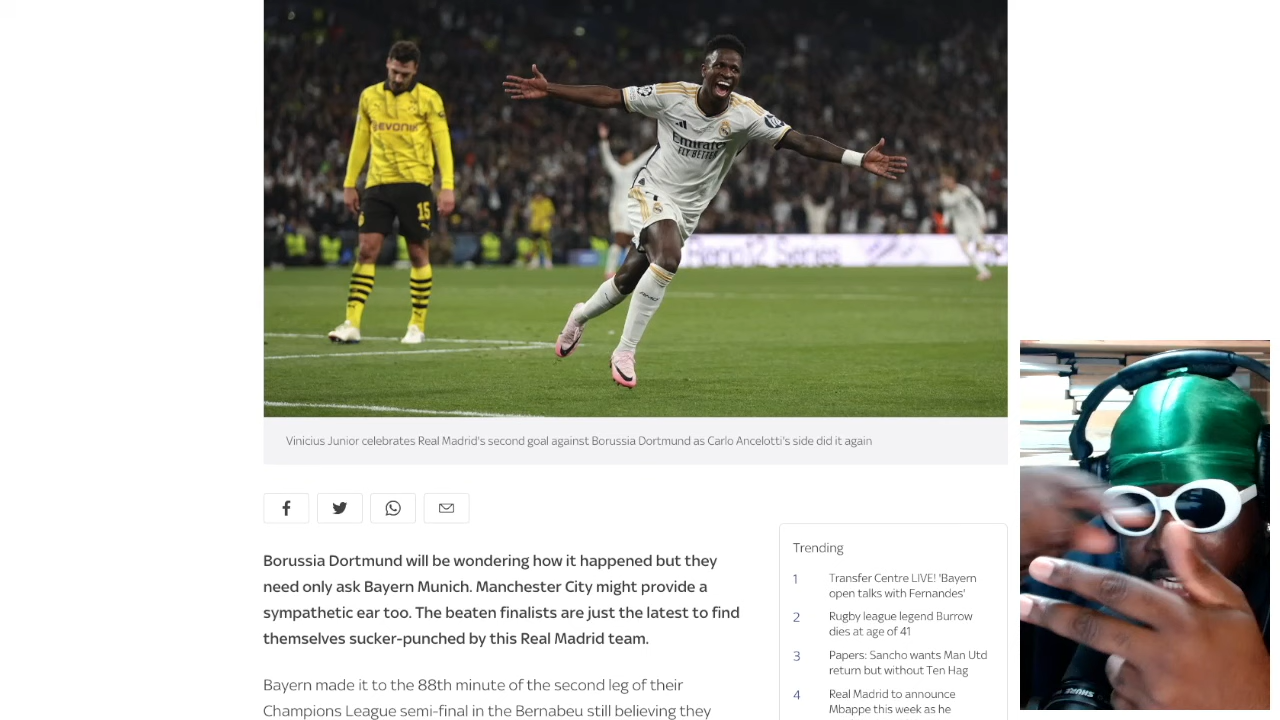 EVONIK
15
Emirates
FLY BETTER
Reno12 Series
Vinicius Junior celebrates Real Madrid's second goal against Borussia Dortmund as Carlo Ancelotti's side did it again
Borussia Dortmund will be wondering how it happened but they
need only ask Bayern Munich. Manchester City might provide a
sympathetic ear too. The beaten finalists are just the latest to find
themselves sucker-punched by this Real Madrid team.
Bayern made it to the 88th minute of the second leg of their
Champions League semi-final in the Bernabeu still believing they
Trending
1 Transfer Centre LIVE! 'Bayern
open talks with Fernandes'
2 Rugby league legend Burrow
dies at age of 41
3 Papers: Sancho wants Man Utd
return but without Ten Hag
4 Real Madrid to announce
Mbappe this week as he
SHURE